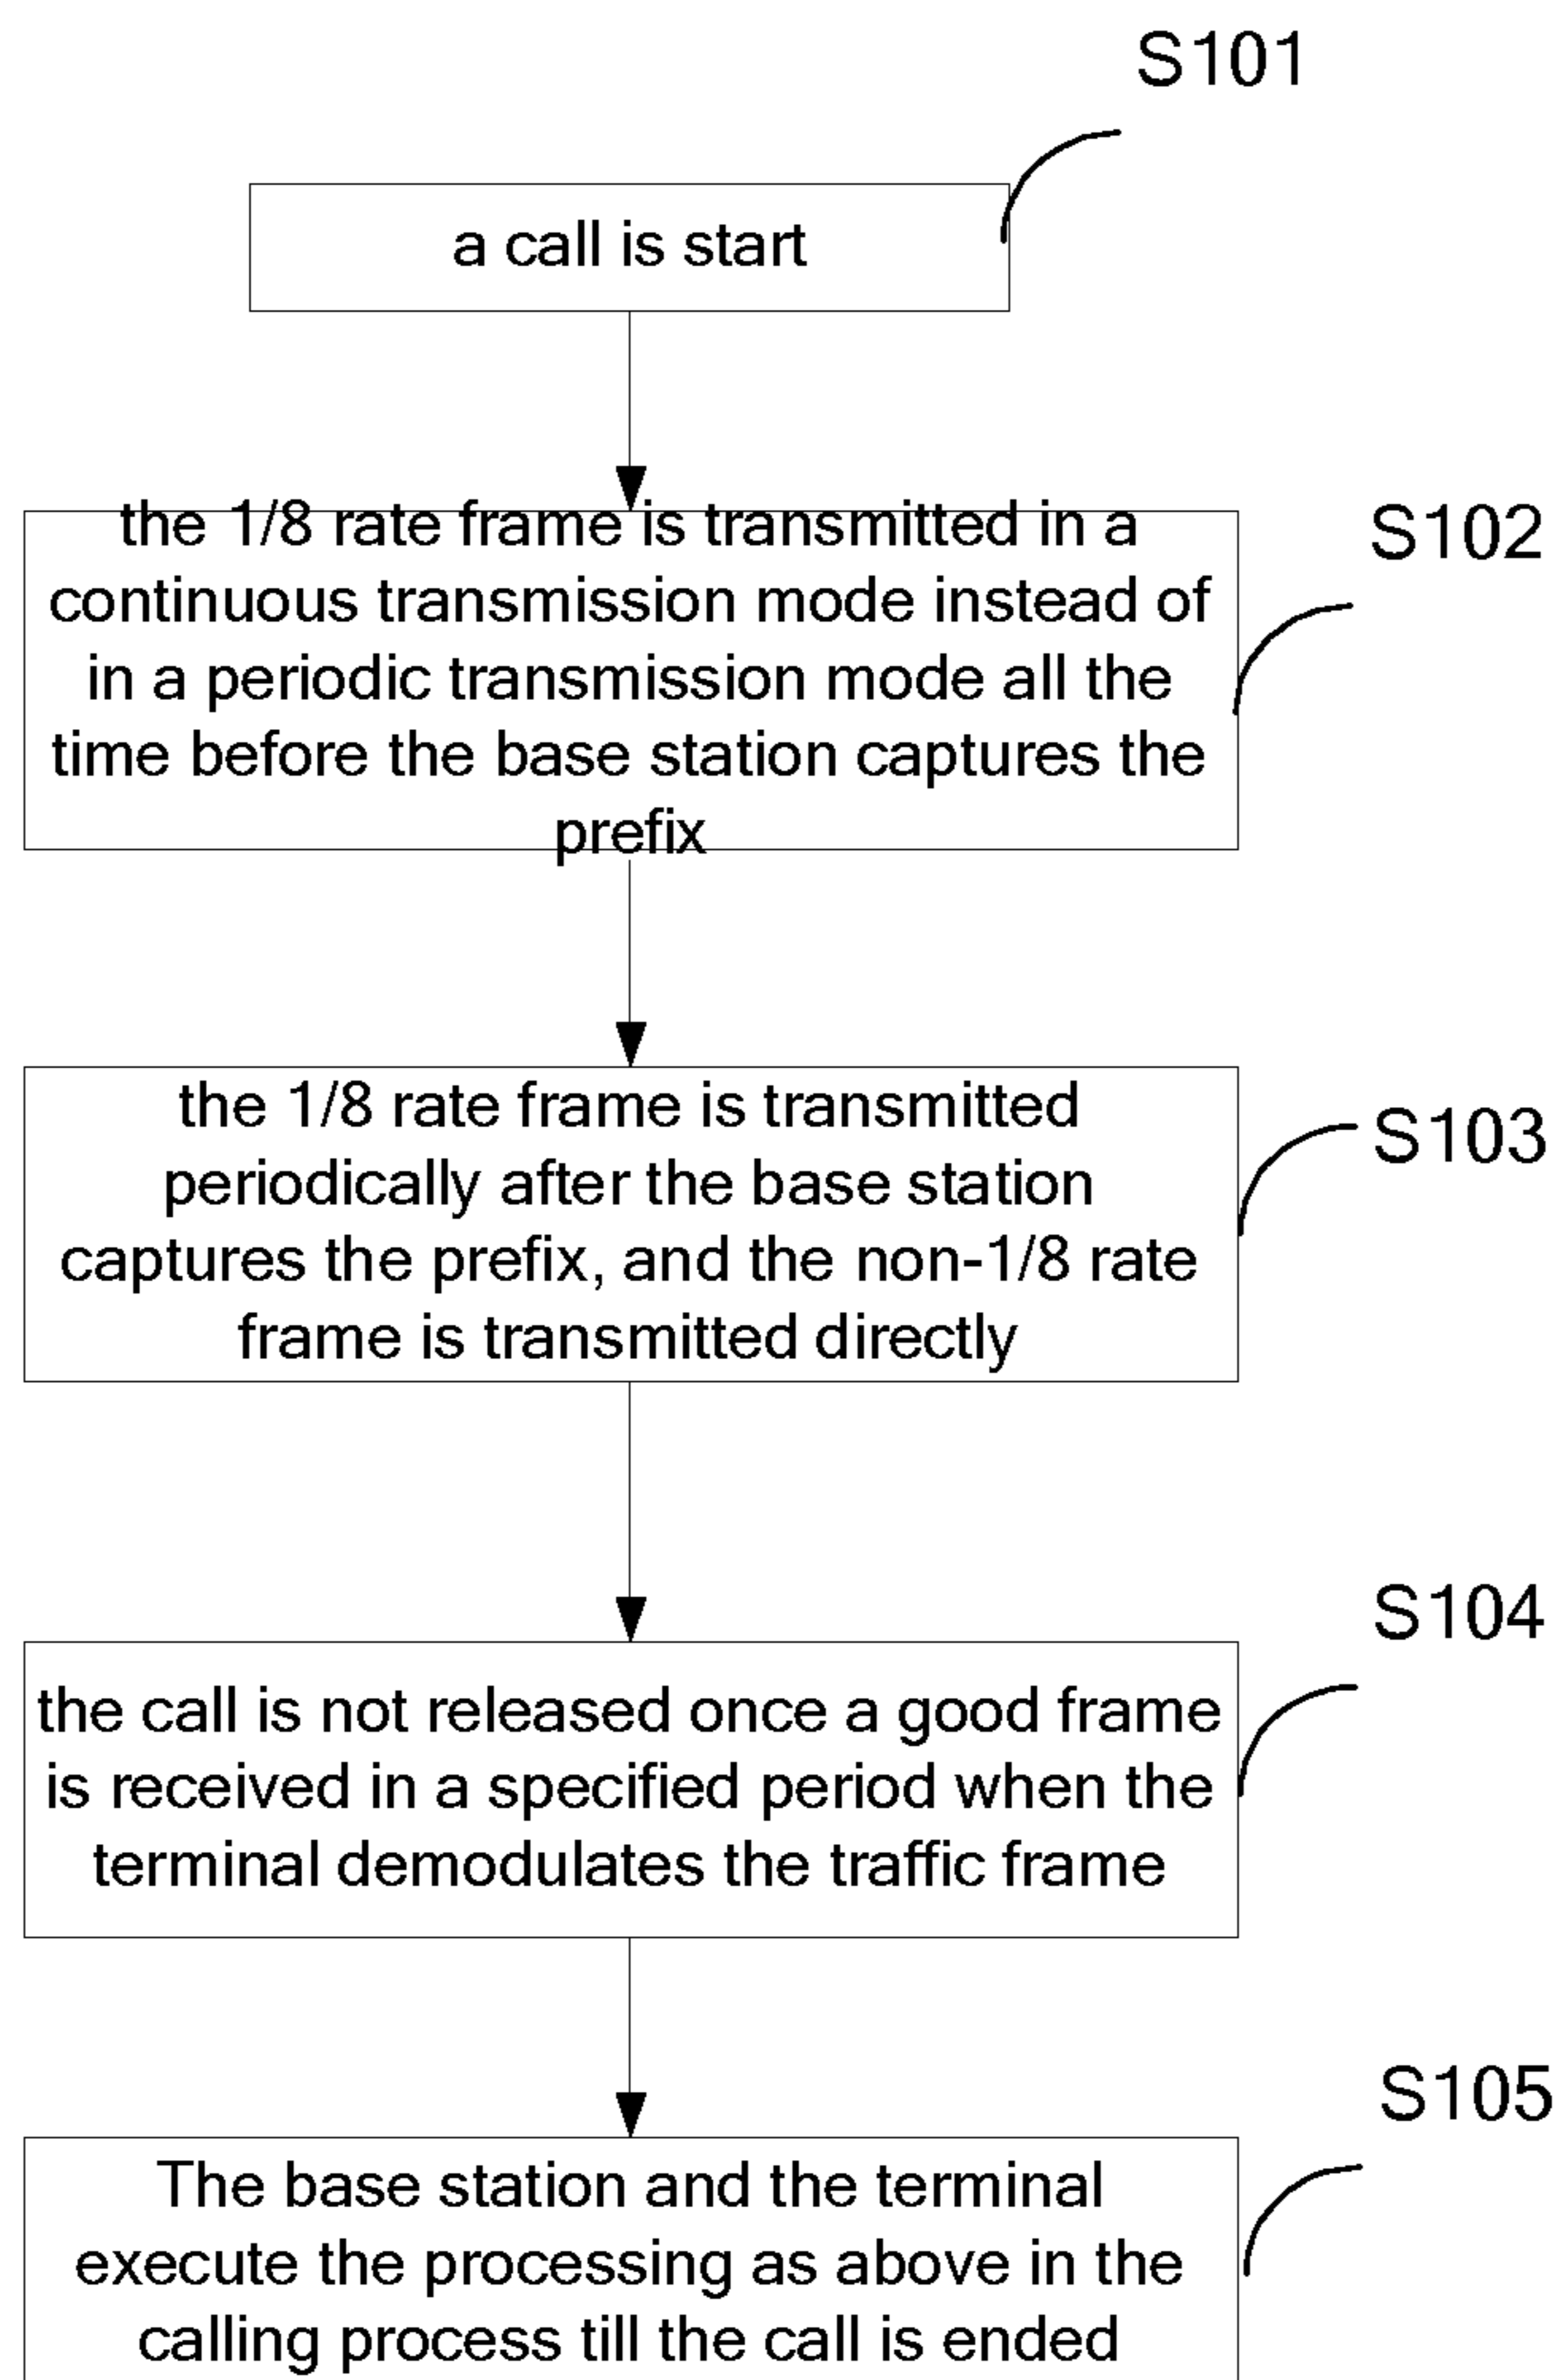 S101
a call is start
the 1/8 rate frame is transmitted in a
S102
continuous transmission mode instead of
in a periodic transmission mode all the
time before the base station captures the
prefix
the 1/8 rate frame is transmitted
S103
periodically after the base station
captures the prefix, and the non-1/8 rate
frame is transmitted directly
S104
the call is not released once a good frame
is received in a specified period when the
terminal demodulates the traffic frame
S105
The base station and the terminal
execute the processing as above in the
calling process till the call is ended